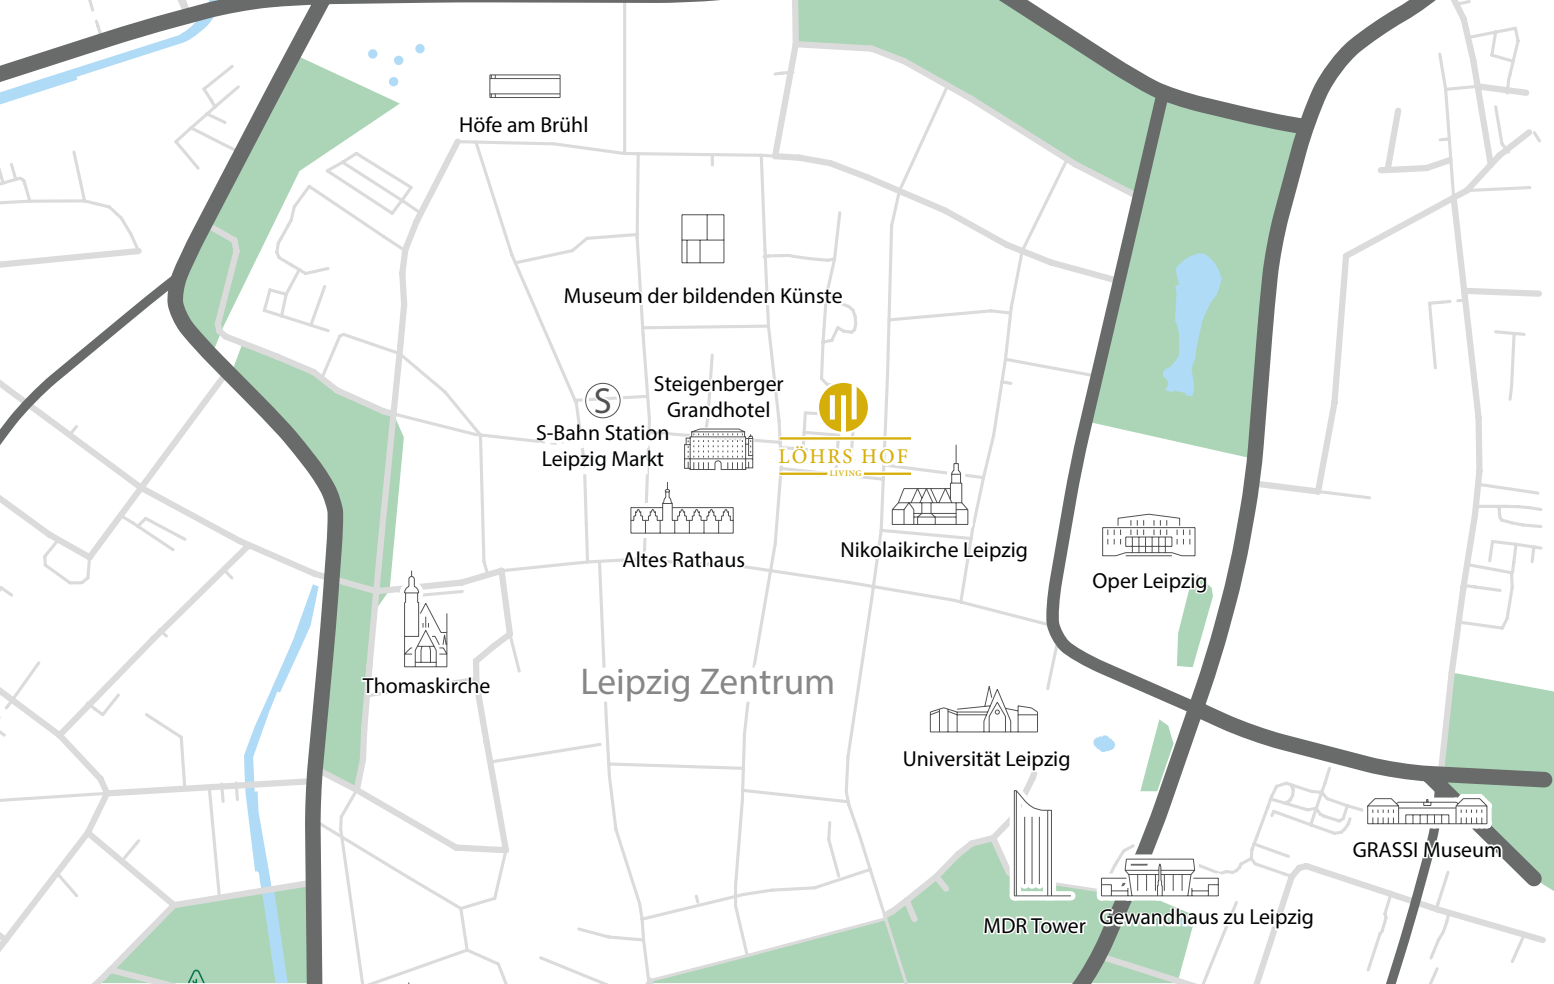 Höfe am Brühl
Museum der bildenden Künste
Steigenberger
Grandhotel
S
S-Bahn Station
Leipzig Markt
LÖHRS HOF
LIVING
Altes Rathaus
Nikolaikirche Leipzig
Oper Leipzig
Thomaskirche
Leipzig Zentrum
Universität Leipzig
GRASSI Museum
MDR Tower
Gewandhaus zu Leipzig